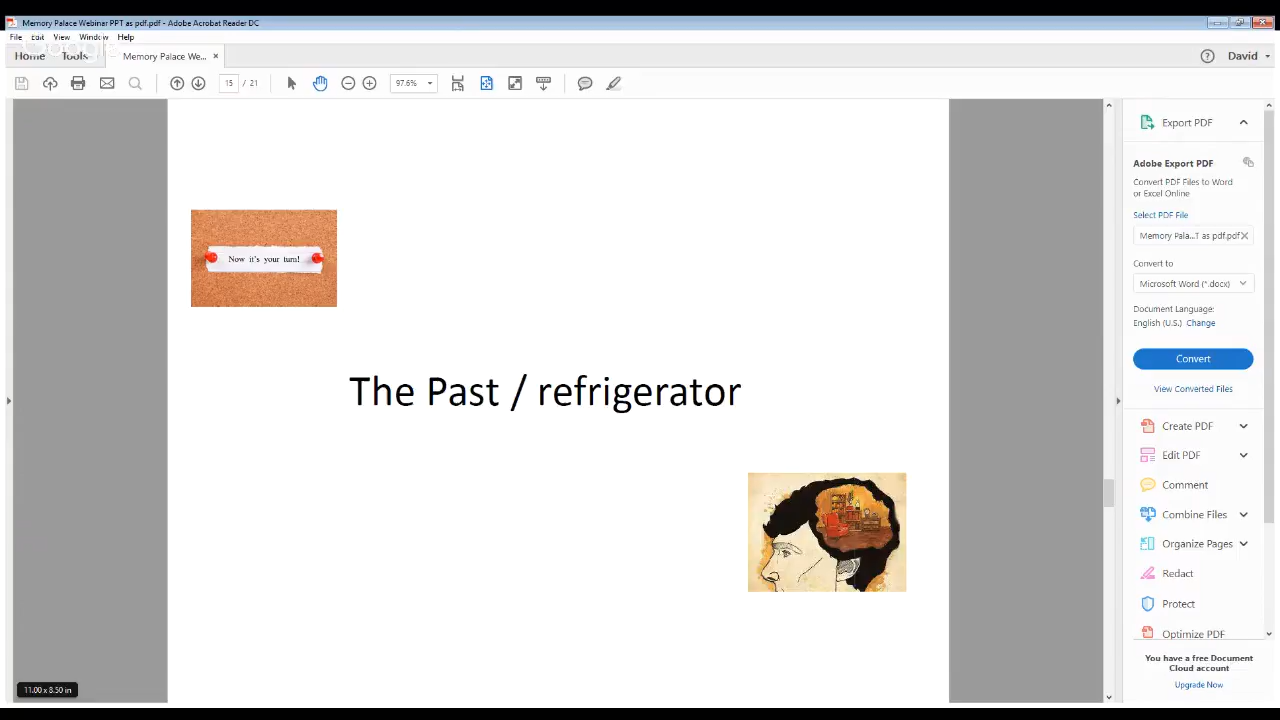 Memory Palace Webinar PPT as pdf.pdf - Adobe Acrobat Reader DC
File Edit View Window Help
Google
Home Tools Memory Palace We... × David
15 / 21 97.6%
Now it's your turn!
The Past / refrigerator
11.00 x 8.50 in
Export PDF
Adobe Export PDF
Convert PDF Files to Word
or Excel Online
Select PDF File
Memory Pala...T as pdf.pdf ×
Convert to
Microsoft Word (*.docx)
Document Language:
English (U.S.) Change
Convert
View Converted Files
Create PDF
Edit PDF
Comment
Combine Files
Organize Pages
Redact
Protect
Optimize PDF
You have a free Document
Cloud account
Upgrade Now